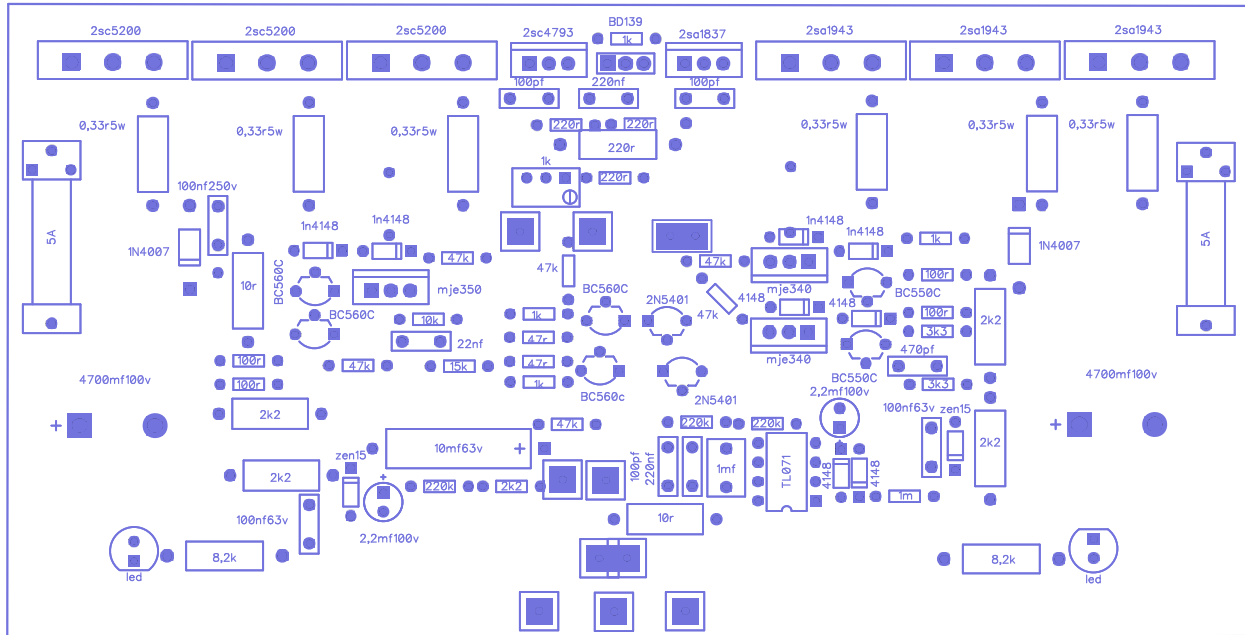 2sc5200
2sc5200
2sc5200
2sc4793
BD139
1k
2sa1837
2sa1943
2sa1943
2sa1943
100pf
220nf
100pf
0,33r5w
0,33r5w
0,33r5w
220r
220r
0,33r5w
0,33r5w
0,33r5w
220r
1k
220r
100nf250v
5A
5A
1N4007
1n4148
1n4148
1n4148
1n4148
1k
1N4007
47k
47k
47k
10r
BC560C
mje350
BC560C
2N5401
4148
47k
mje340
4148
BC550C
100r
2k2
BC560C
10k
1k
100r
22nf
47r
3k3
mje340
100r
47k
15k
47r
470pf
100r
1k
BC560c
2N5401
BC550C
3k3
4700mf100v
4700mf100v
+
2k2
47k
220k
220k
2,2mf100v
100nf63v
zen15
+
2k2
10mf63v
+
100pf
220nf
1mf
TL071
4148
4148
2k2
zen15
+
220k
2k2
1m
100nf63v
2,2mf100v
10r
led
8,2k
8,2k
led